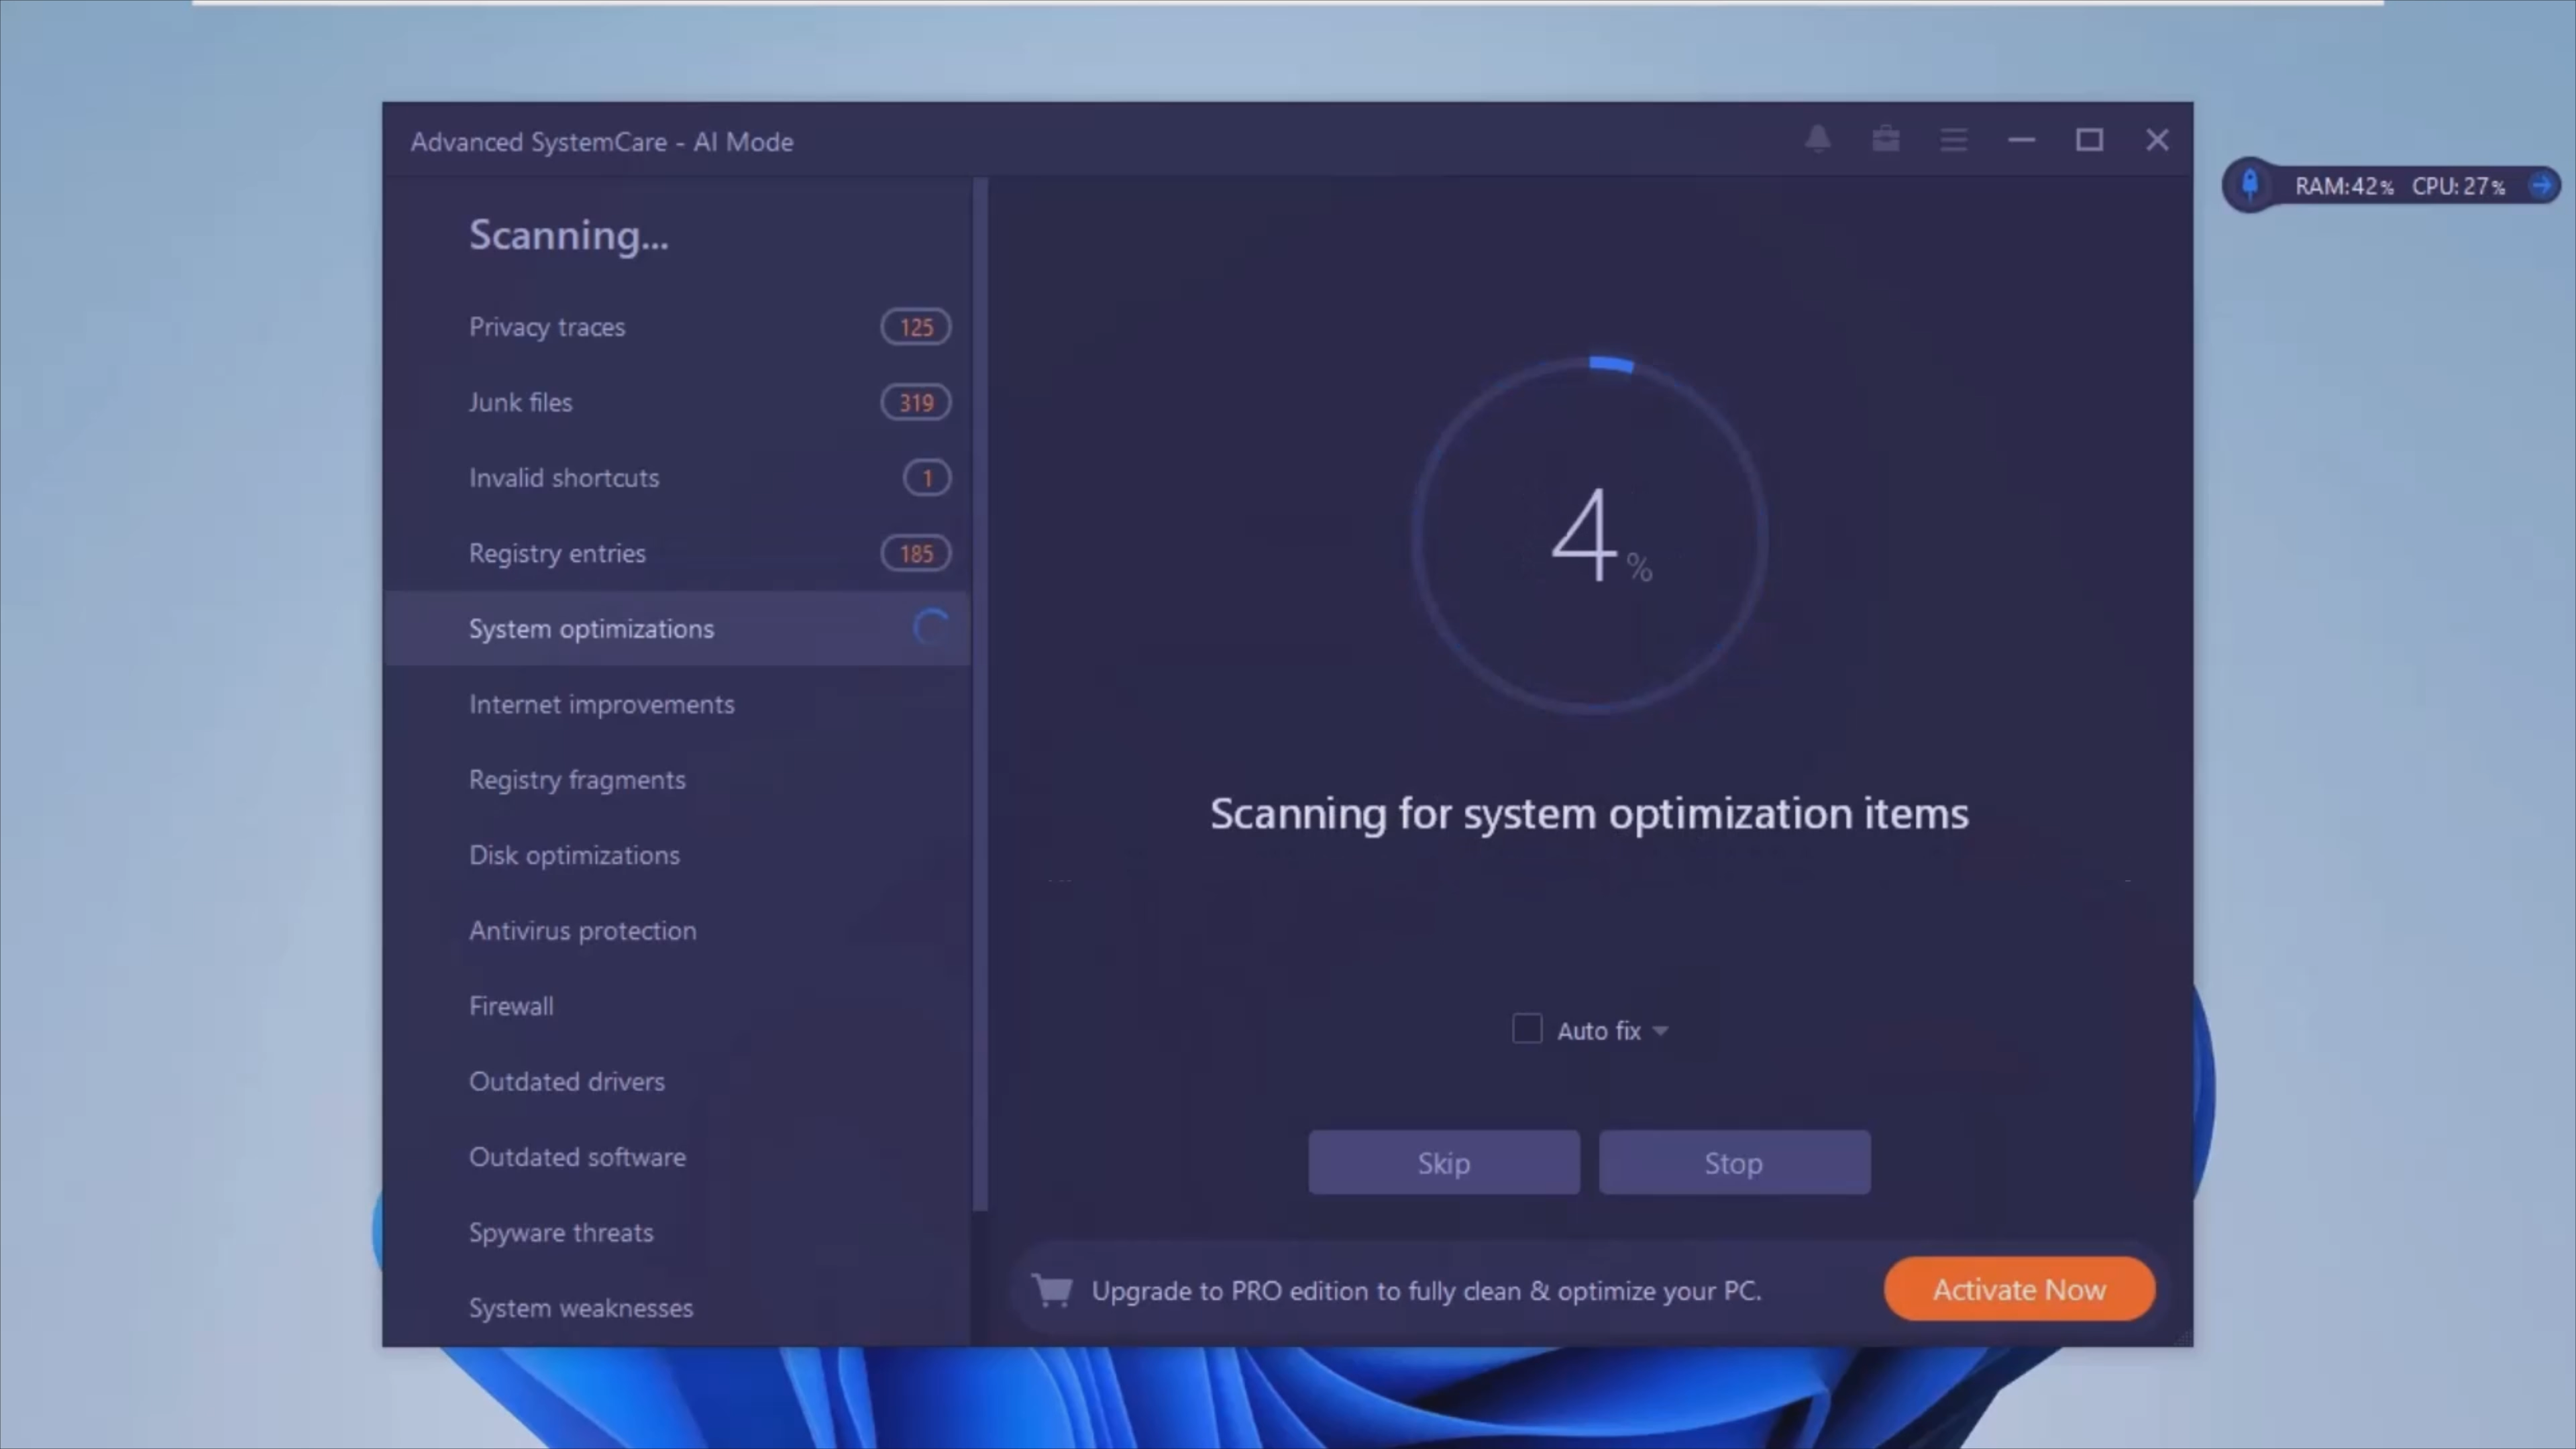 Advanced SystemCare - AI Mode
RAM:42% CPU:27%
Scanning...
Privacy traces 125
Junk files 319
Invalid shortcuts 1
Registry entries 185
System optimizations
Internet improvements
Registry fragments
Disk optimizations
Antivirus protection
Firewall
Outdated drivers
Outdated software
Spyware threats
System weaknesses
4%
Scanning for system optimization items
Auto fix
Skip
Stop
Upgrade to PRO edition to fully clean & optimize your PC.
Activate Now